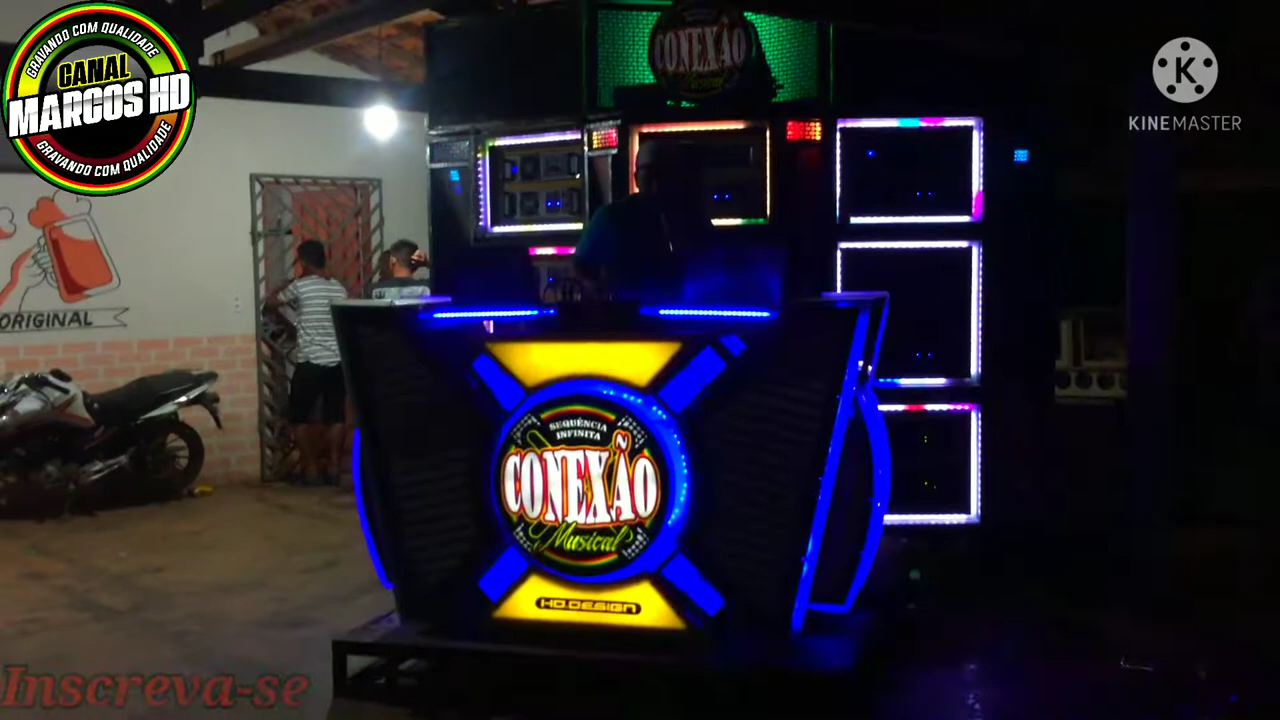 GRAVANDO COM QUALIDADE
CANAL
MARCOS HD
GRAVANDO COM QUALIDADE
CONEXÃO
K
KINEMASTER
ORIGINAL
SEQUÊNCIA
INFINITA
CONEXÃO
Musical
HD.DESIGN
Inscreva-se